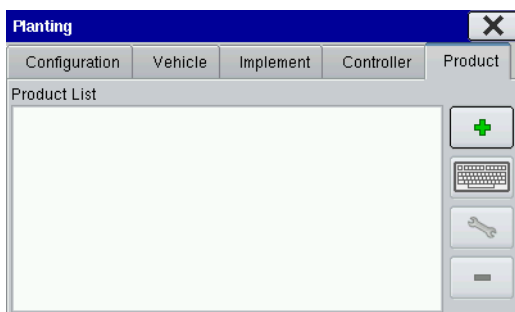 Planting
Configuration Vehicle Implement Controller Product
Product List